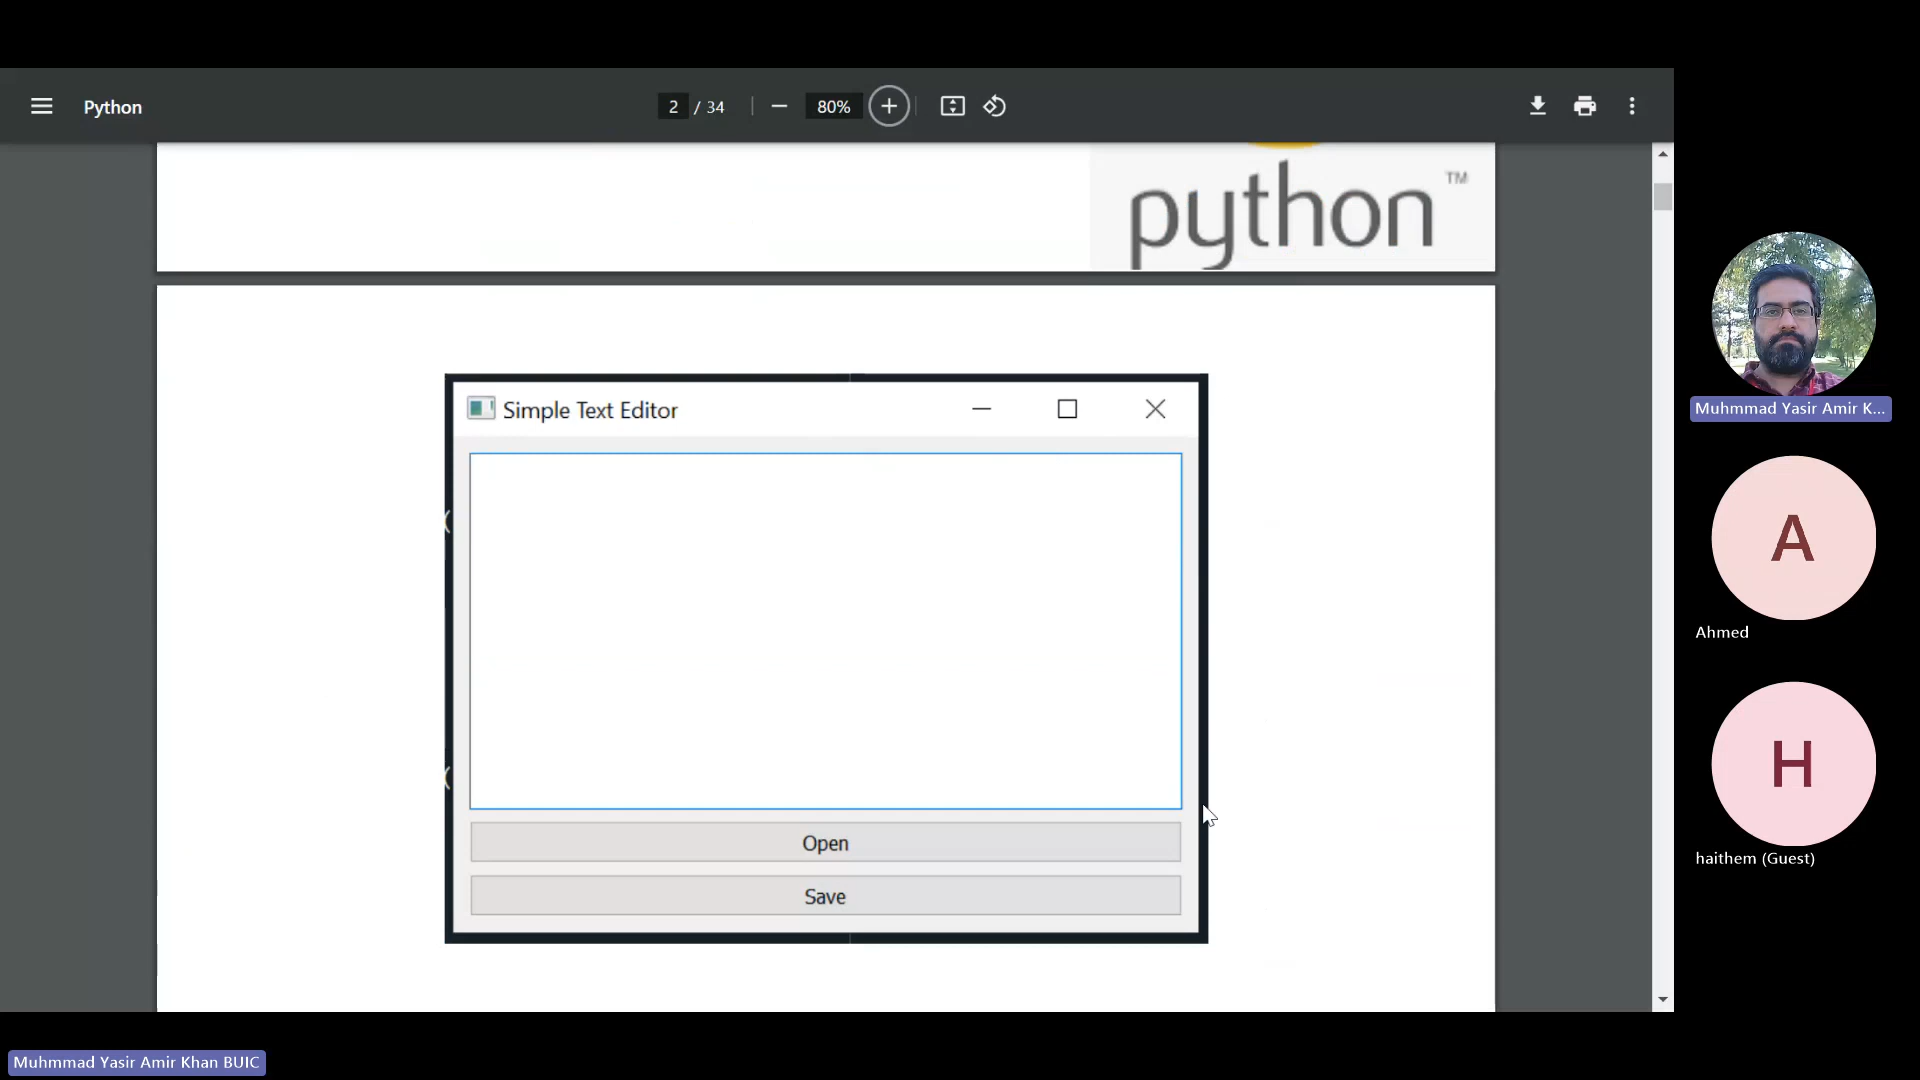 Python
2 / 34
80%
python TM
Simple Text Editor
Open
Save
Muhmmad Yasir Amir K...
A
Ahmed
H
haithem (Guest)
Muhmmad Yasir Amir Khan BUIC